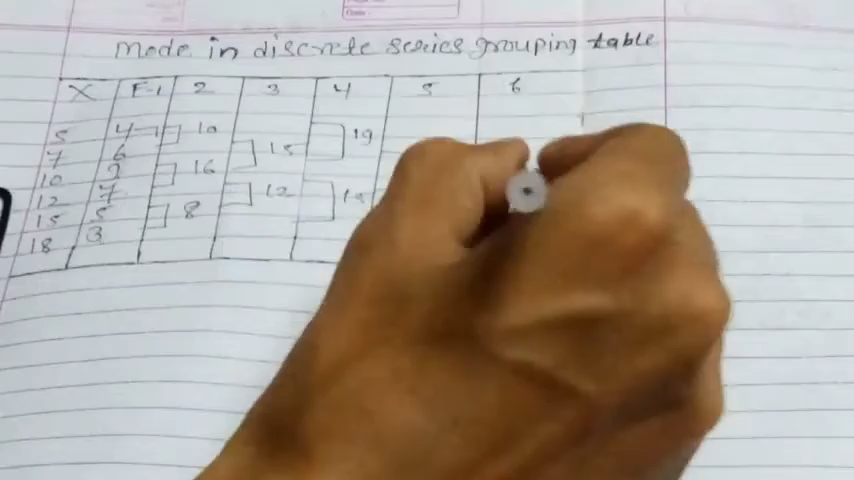 mode in discrete series grouping table
X F-1 2 3 4 5 6
5 4 10 19
7 6 15
10 9 16
12 7 12 15
15 5 8
18 3